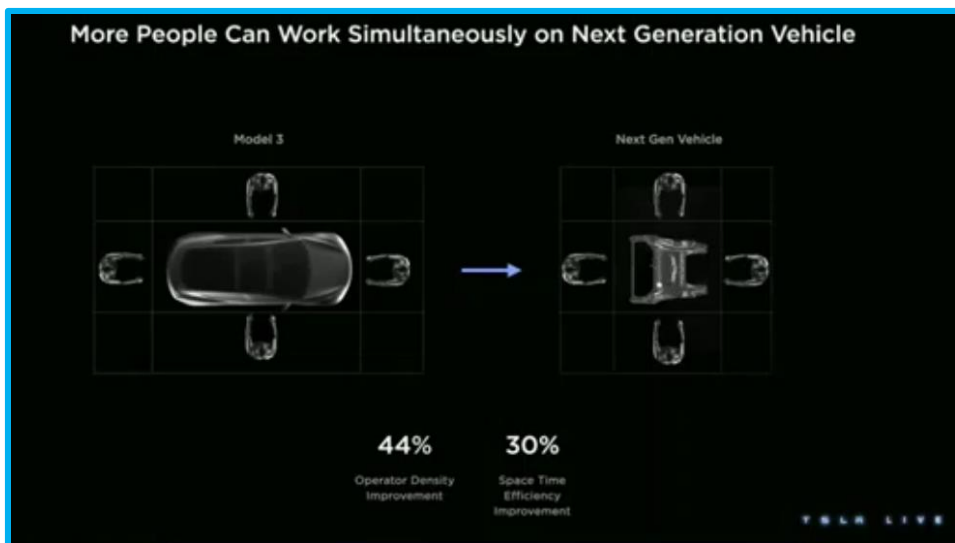 More People Can Work Simultaneously on Next Generation Vehicle
Model 3
Next Gen Vehicle
44%
Operator Density
Improvement
30%
Space Time
Efficiency
Improvement
TSLA LIVE